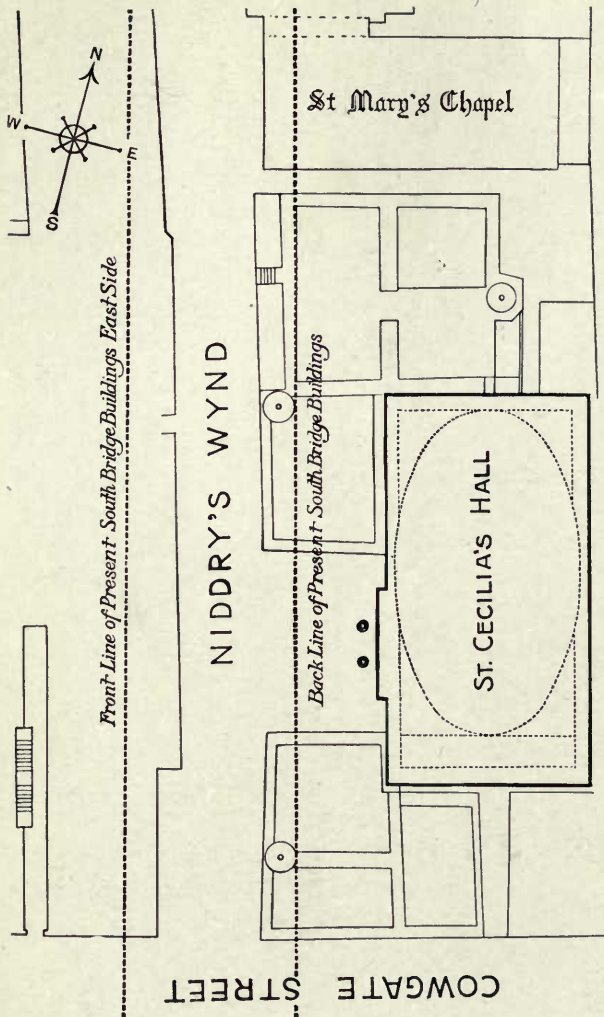 N
W
E
S
St Mary's Chapel
Front Line of Present South Bridge Buildings East Side
NIDDRY'S WYND
Back Line of Present South Bridge Buildings
ST. CECILIA'S HALL
COWGATE STREET